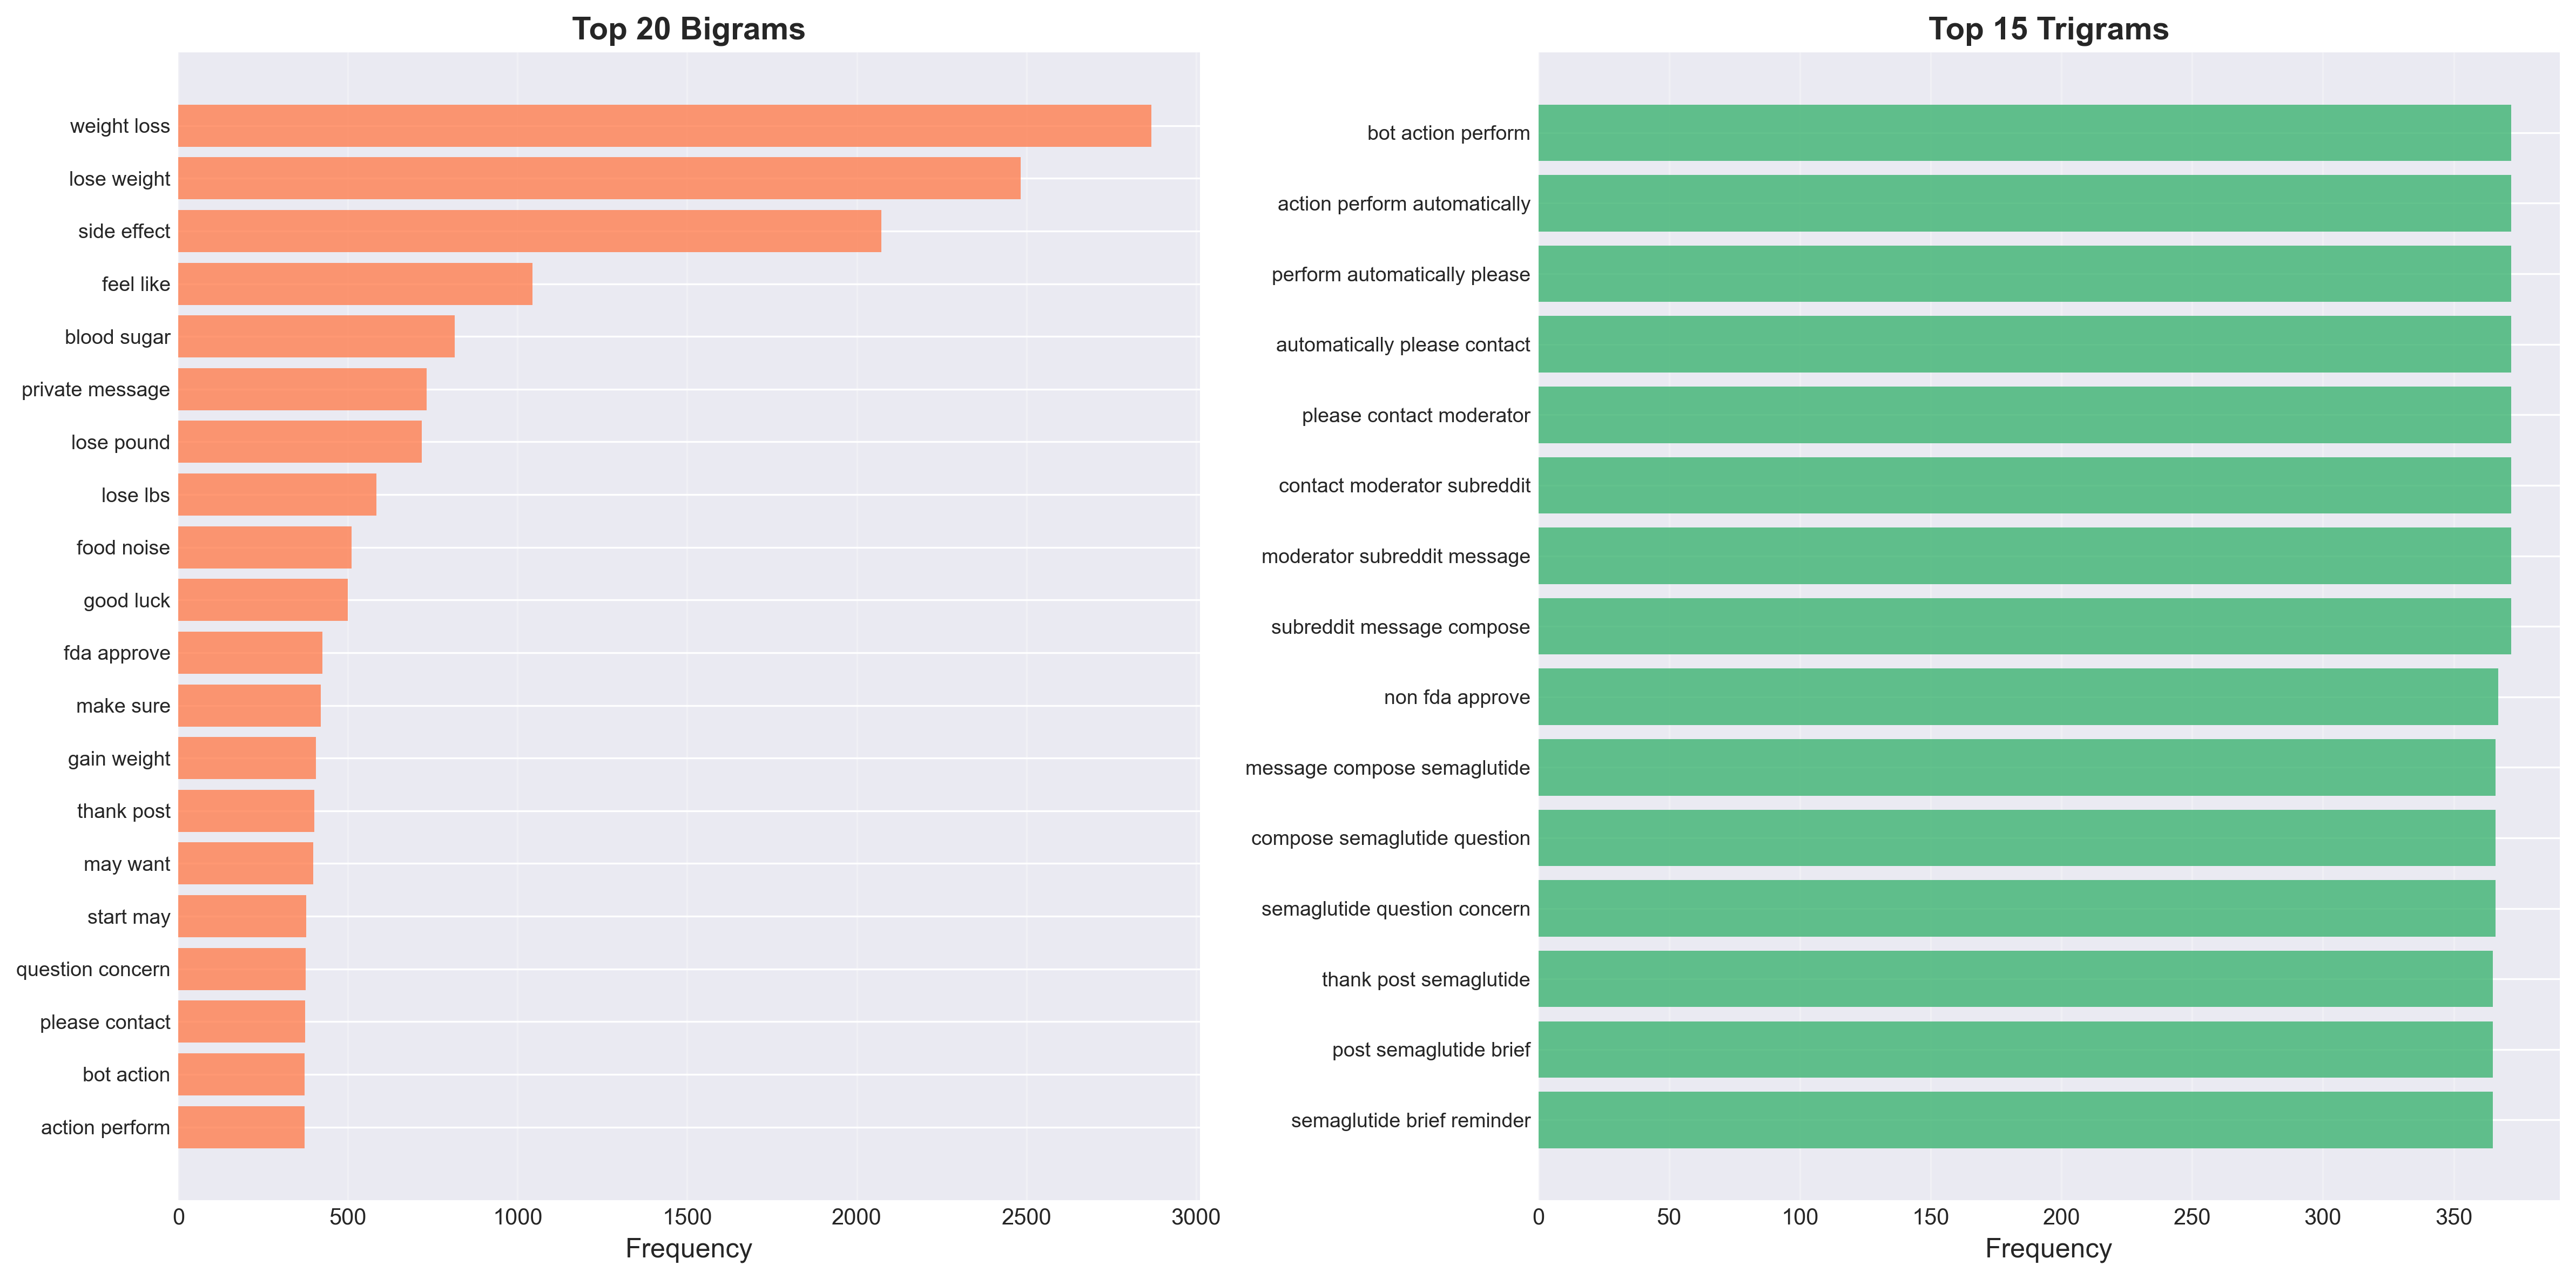 Top 20 Bigrams
weight loss
lose weight
side effect
feel like
blood sugar
private message
lose pound
lose lbs
food noise
good luck
fda approve
make sure
gain weight
thank post
may want
start may
question concern
please contact
bot action
action perform
0 500 1000 1500 2000 2500 3000
Frequency
Top 15 Trigrams
bot action perform
action perform automatically
perform automatically please
automatically please contact
please contact moderator
contact moderator subreddit
moderator subreddit message
subreddit message compose
non fda approve
message compose semaglutide
compose semaglutide question
semaglutide question concern
thank post semaglutide
post semaglutide brief
semaglutide brief reminder
0 50 100 150 200 250 300 350
Frequency